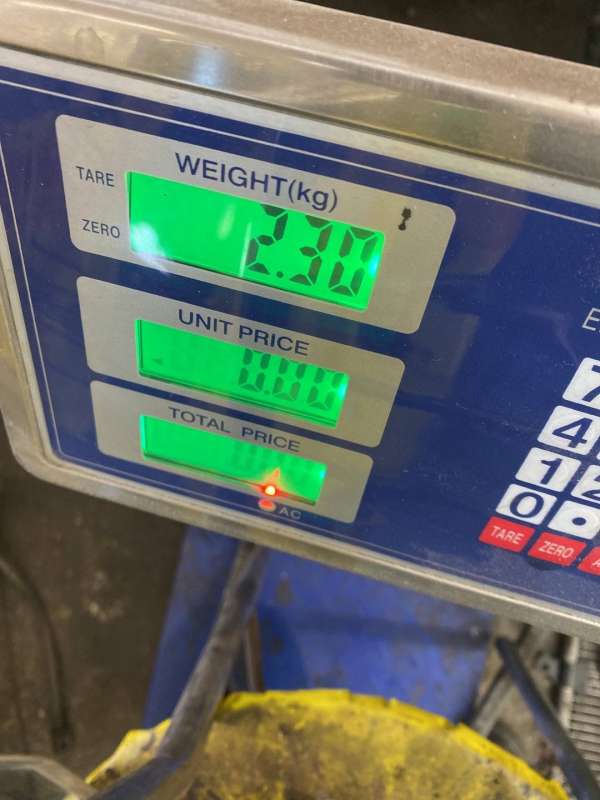 WEIGHT(kg)
TARE
ZERO
2.30
UNIT PRICE
0.00
TOTAL PRICE
AC
7
4
1
0 .
TARE ZERO